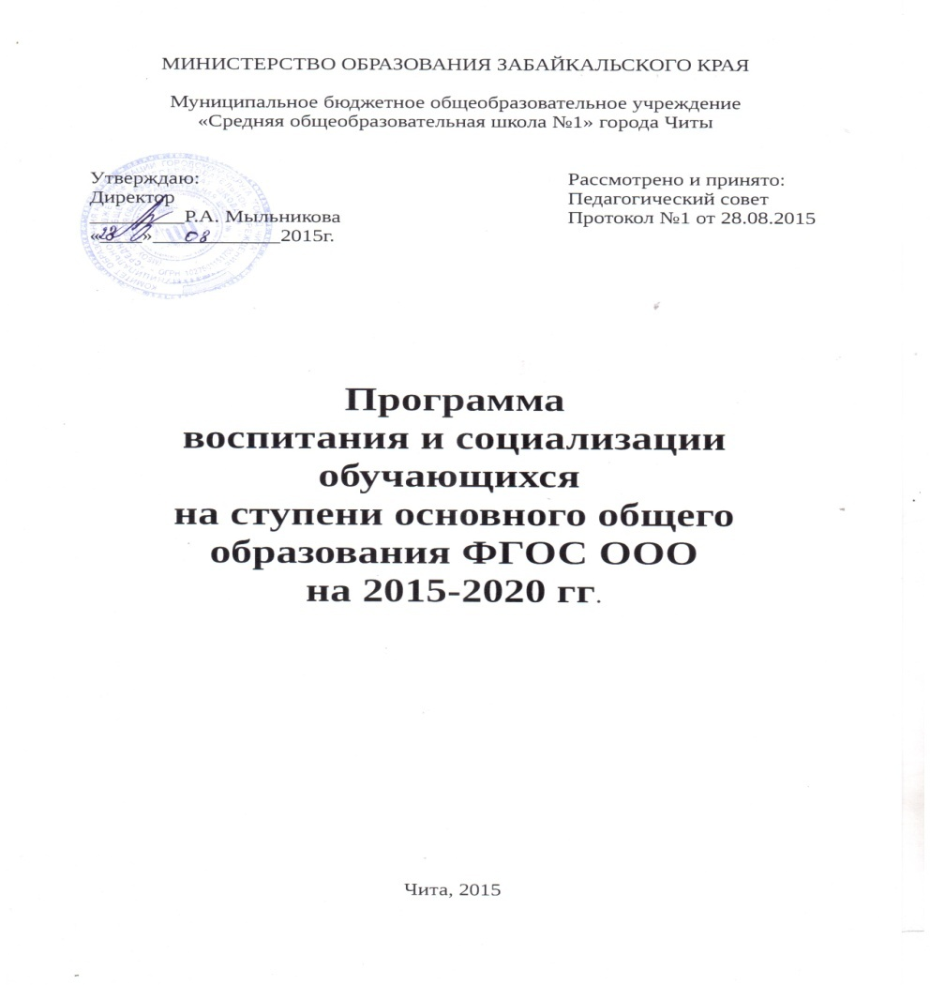 МИНИСТЕРСТВО ОБРАЗОВАНИЯ ЗАБАЙКАЛЬСКОГО КРАЯ
Муниципальное бюджетное общеобразовательное учреждение
«Средняя общеобразовательная школа №1» города Читы
Утверждаю:
Директор
__________Р.А. Мыльникова
«28»_____08________2015г.
Рассмотрено и принято:
Педагогический совет
Протокол №1 от 28.08.2015
Программа
воспитания и социализации
обучающихся
на ступени основного общего
образования ФГОС ООО
на 2015-2020 гг.
Чита, 2015